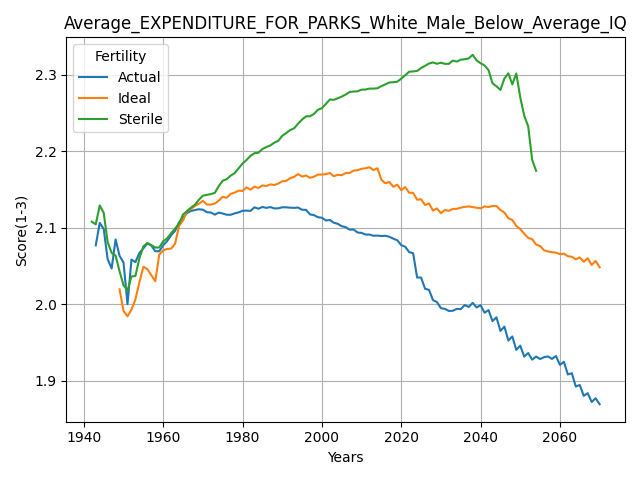 Average_EXPENDITURE_FOR_PARKS_White_Male_Below_Average_IQ
Fertility
Actual
Ideal
Sterile
Score(1-3)
2.3
2.2
2.1
2.0
1.9
1940
1960
1980
2000
2020
2040
2060
Years